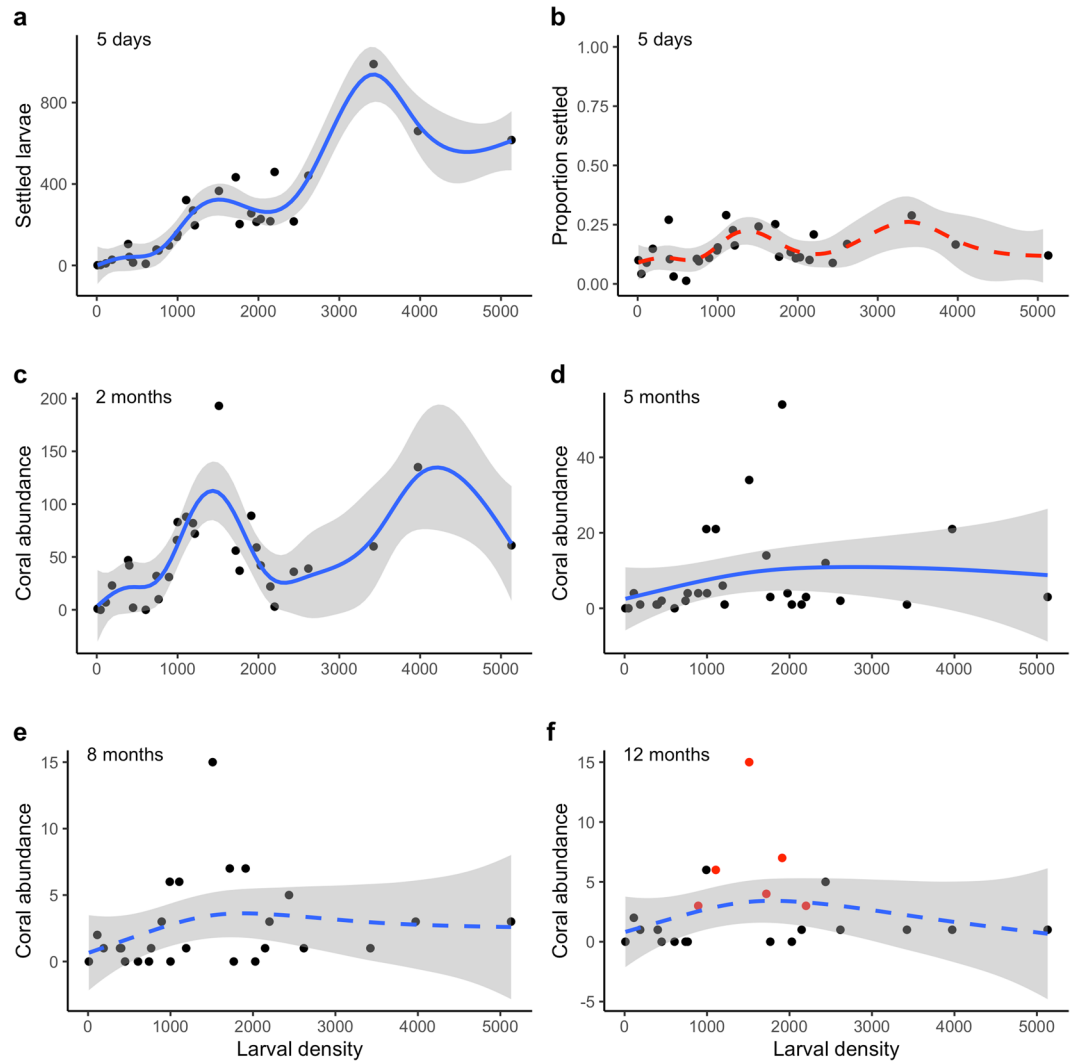 a
5 days
Settled larvae
800
400
0
0 1000 2000 3000 4000 5000
b
5 days
Proportion settled
1.00
0.75
0.50
0.25
0.00
0 1000 2000 3000 4000 5000
c
2 months
Coral abundance
200
150
100
50
0
0 1000 2000 3000 4000 5000
d
5 months
Coral abundance
40
20
0
0 1000 2000 3000 4000 5000
e
8 months
Coral abundance
15
10
5
0
0 1000 2000 3000 4000 5000
Larval density
f
12 months
Coral abundance
15
10
5
0
-5
0 1000 2000 3000 4000 5000
Larval density